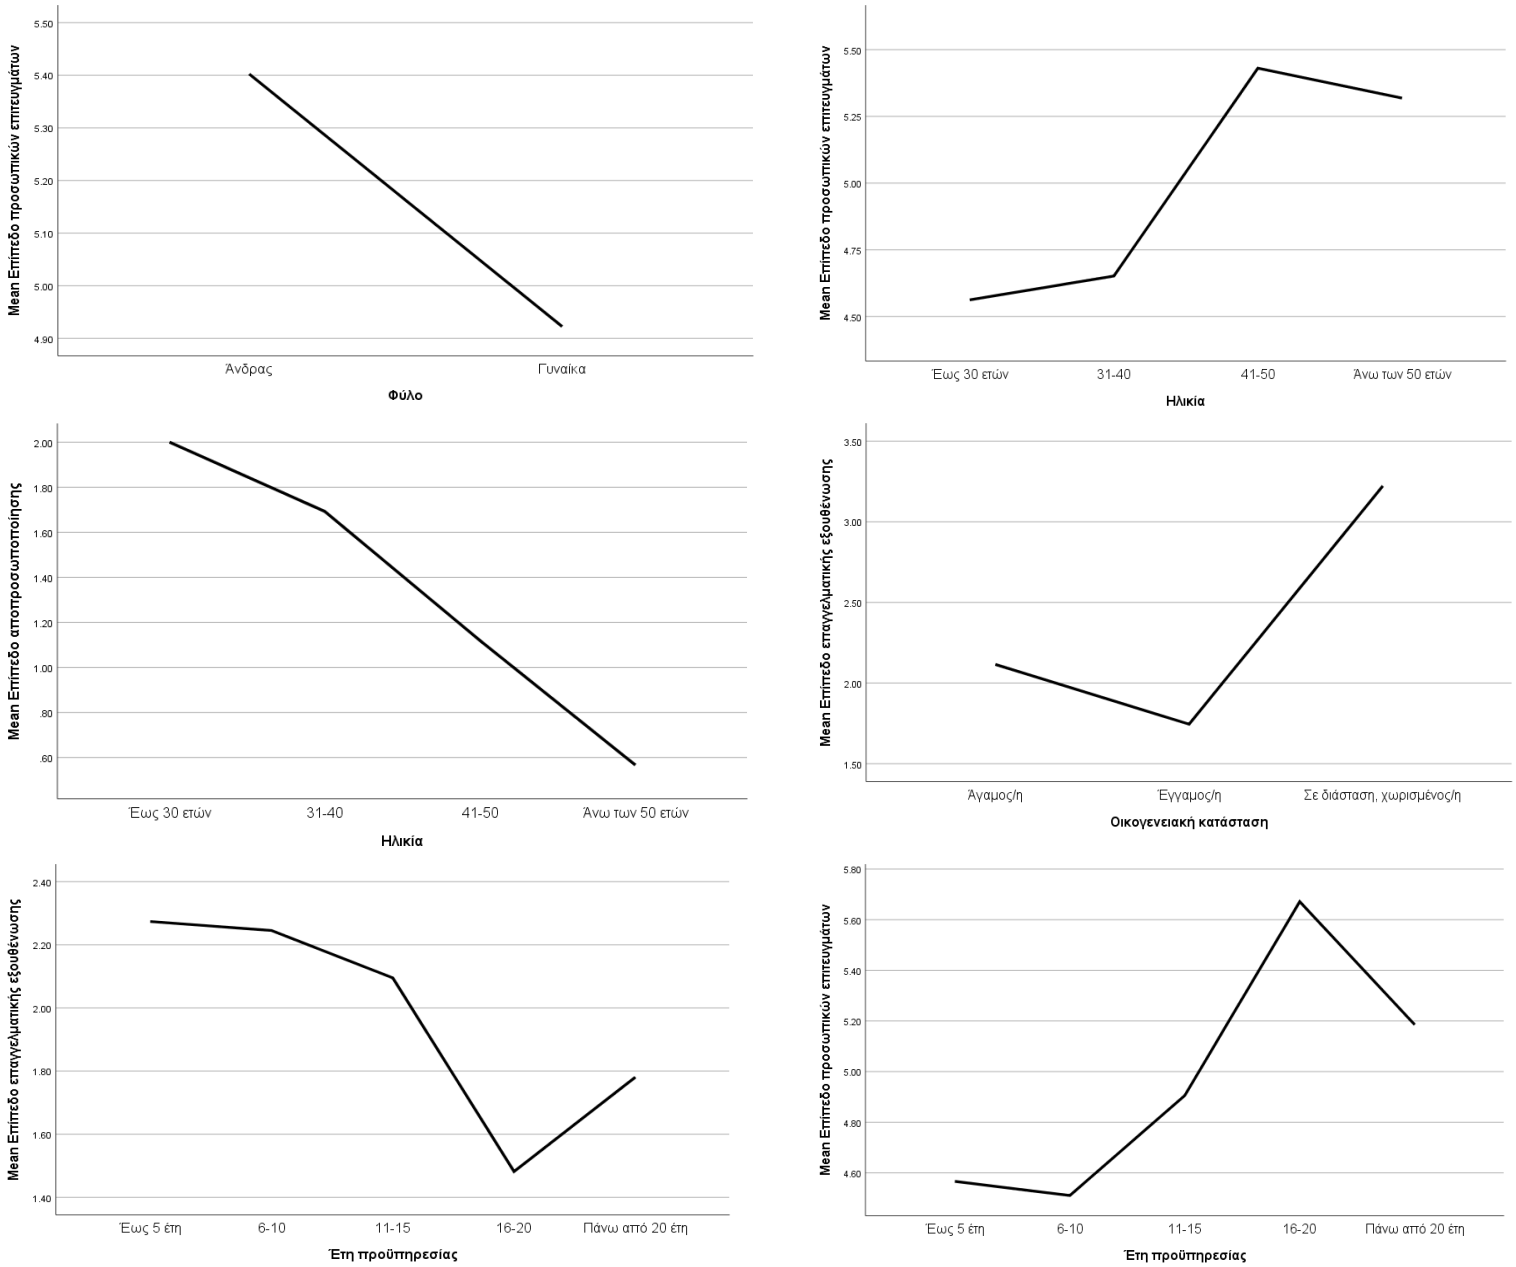 Mean Επίπεδο προσωπικών επιτευγμάτων
5.50
5.40
5.30
5.20
5.10
5.00
4.90
Άνδρας Γυναίκα
Φύλο
Mean Επίπεδο προσωπικών επιτευγμάτων
5.50
5.25
5.00
4.75
4.50
Έως 30 ετών 31-40 41-50 Άνω των 50 ετών
Ηλικία
Mean Επίπεδο αποπροσωποποίησης
2.00
1.80
1.60
1.40
1.20
1.00
.80
.60
Έως 30 ετών 31-40 41-50 Άνω των 50 ετών
Ηλικία
Mean Επίπεδο επαγγελματικής εξουθένωσης
3.50
3.00
2.50
2.00
1.50
Άγαμος/η Έγγαμος/η Σε διάσταση, χωρισμένος/η
Οικογενειακή κατάσταση
Mean Επίπεδο επαγγελματικής εξουθένωσης
2.40
2.20
2.00
1.80
1.60
1.40
Έως 5 έτη 6-10 11-15 16-20 Πάνω από 20 έτη
Έτη προϋπηρεσίας
Mean Επίπεδο προσωπικών επιτευγμάτων
5.80
5.60
5.40
5.20
5.00
4.80
4.60
Έως 5 έτη 6-10 11-15 16-20 Πάνω από 20 έτη
Έτη προϋπηρεσίας